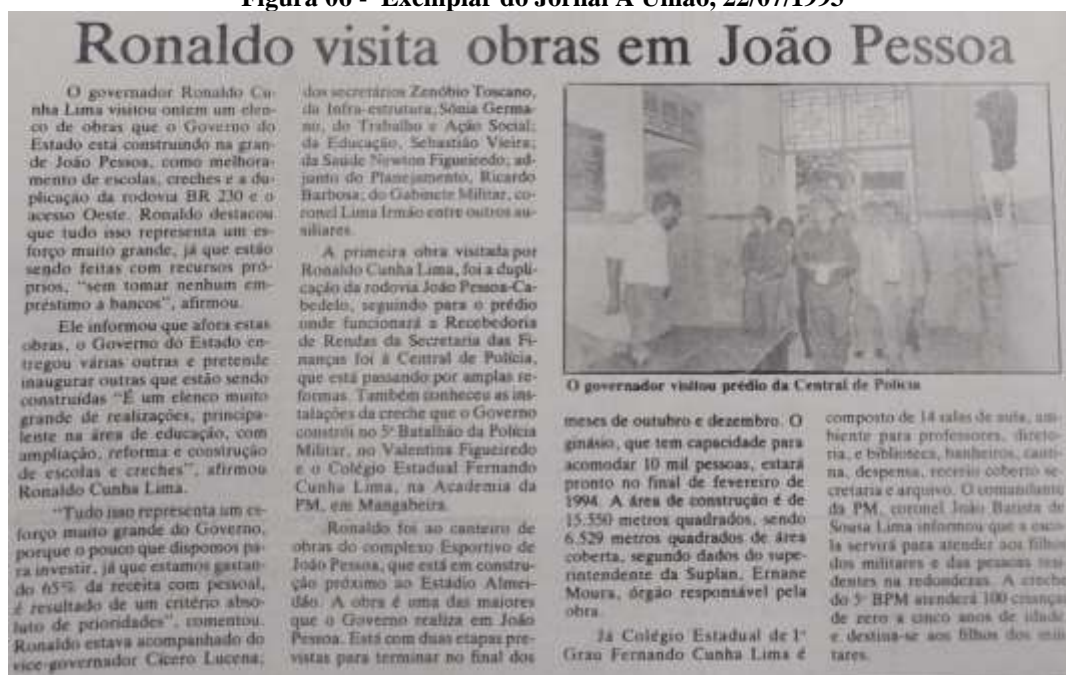 Figura 06 - Exemplar do Jornal A União, 22/07/1993
Ronaldo visita obras em João Pessoa
O governador Ronaldo Cu-
nha Lima visitou ontem um elen-
co de obras que o Governo do
Estado está construindo na gran-
de João Pessoa, como melhora-
mento de escolas, creches e a du-
plicação da rodovia BR 230 e o
acesso Oeste. Ronaldo destacou
que tudo isso representa um es-
forço muito grande, já que estão
sendo feitas com recursos pró-
prios, "sem tomar nenhum em-
préstimo a bancos", afirmou.
Ele informou que afora estas
obras, o Governo do Estado en-
tregou várias outras e pretende
inaugurar outras que estão sendo
construídas "É um elenco muito
grande de realizações, principa-
lente na área de educação, com
ampliação, reforma e construção
de escolas e creches", afirmou
Ronaldo Cunha Lima.
"Tudo isso representa um es-
forço muito grande do Governo,
porque o pouco que dispomos pa-
ra investir, já que estamos gastan-
do 65% da receita com pessoal,
é resultado de um critério abso-
luto de prioridades", comentou.
Ronaldo estava acompanhado do
vice-governador Cícero Lucena;
dos secretários Zenóbio Toscano,
da Infra-estrutura, Sônia Germa-
no, do Trabalho e Ação Social;
da Educação, Sebastião Vieira;
da Saúde Newton Figueiredo, ad-
junto do Planejamento, Ricardo
Barbosa; do Gabinete Militar, co-
ronel Lima Irmão entre outros au-
xiliares.
A primeira obra visitada por
Ronaldo Cunha Lima, foi a dupli-
cação da rodovia João Pessoa-Ca-
bedelo, seguindo para o prédio
onde funcionará a Recebedoria
de Rendas da Secretaria das Fi-
nanças foi à Central de Polícia,
que está passando por amplas re-
formas. Também conheceu as ins-
talações da creche que o Governo
constrói no 5º Batalhão da Polícia
Militar, no Valentina Figueiredo
e o Colégio Estadual Fernando
Cunha Lima, na Academia da
PM, em Mangabeira.
Ronaldo foi ao canteiro de
obras do complexo Esportivo de
João Pessoa, que está em constru-
ção próximo ao Estádio Almei-
dão. A obra é uma das maiores
que o Governo realiza em João
Pessoa. Está com duas etapas pre-
vistas para terminar no final dos
O governador visitou prédio da Central de Polícia
meses de outubro e dezembro. O
ginásio, que tem capacidade para
acomodar 10 mil pessoas, estará
pronto no final de fevereiro de
1994. A área de construção é de
15.550 metros quadrados, sendo
6.529 metros quadrados de área
coberta, segundo dados do supe-
rintendente da Suplan, Ernane
Moura, órgão responsável pela
obra.
Já Colégio Estadual de 1º
Grau Fernando Cunha Lima é
composto de 14 salas de aula, am-
biente para professores, direto-
ria, e biblioteca, banheiros, canti-
na, despensa, recreio coberto se-
cretaria e arquivo. O comandante
da PM, coronel João Batista de
Sousa Lima informou que a esco-
la servirá para atender aos filhos
dos militares e das pessoas resi-
dentes na redondezas. A creche
do 5º BPM atenderá 100 crianças
de zero a cinco anos de idade
e destina-se aos filhos dos mili-
tares.